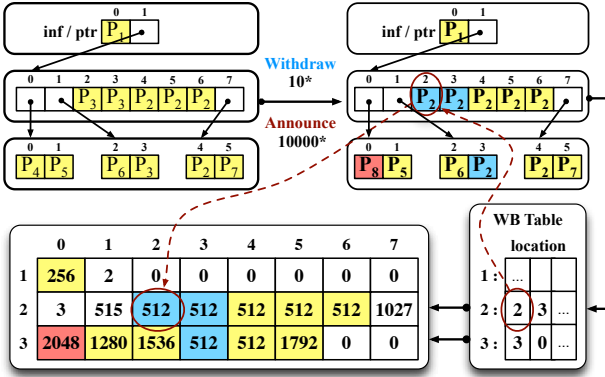 0 1
inf / ptr P1
0 1 2 3 4 5 6 7
P3 P3 P2 P2 P2
0 1 2 3 4 5
P4 P5 P6 P3 P2 P7
Withdraw
10*
Announce
10000*
0 1
inf / ptr P1
0 1 2 3 4 5 6 7
P2 P2 P2 P2 P2
0 1 2 3 4 5
P8 P5 P6 P2 P2 P7
0 1 2 3 4 5 6 7
1 256 2 0 0 0 0 0 0
2 3 515 512 512 512 512 512 1027
3 2048 1280 1536 512 512 1792 0 0
WB Table
location
1 : ...
2 : 2 3 ...
3 : 3 0 ...